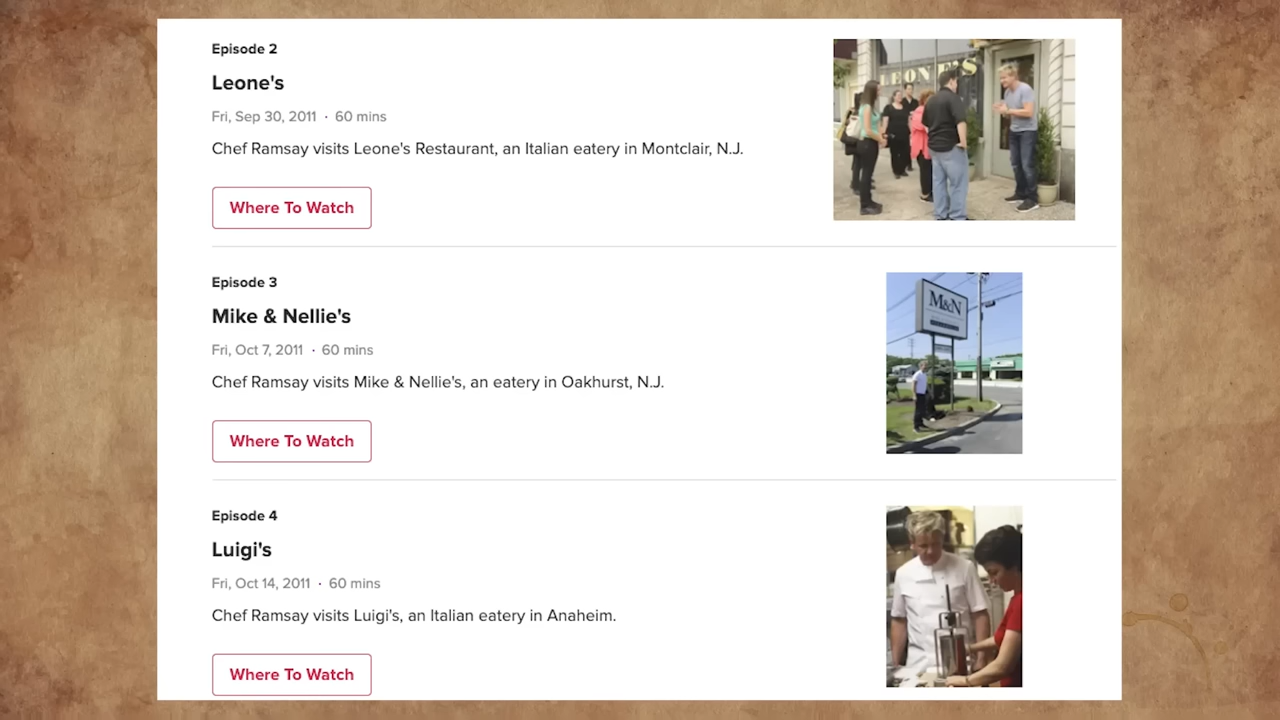 Episode 2
Leone's
Fri, Sep 30, 2011 · 60 mins
Chef Ramsay visits Leone's Restaurant, an Italian eatery in Montclair, N.J.
Where To Watch
LEONE'S
Episode 3
Mike & Nellie's
Fri, Oct 7, 2011 · 60 mins
Chef Ramsay visits Mike & Nellie's, an eatery in Oakhurst, N.J.
Where To Watch
M&N
Episode 4
Luigi's
Fri, Oct 14, 2011 · 60 mins
Chef Ramsay visits Luigi's, an Italian eatery in Anaheim.
Where To Watch